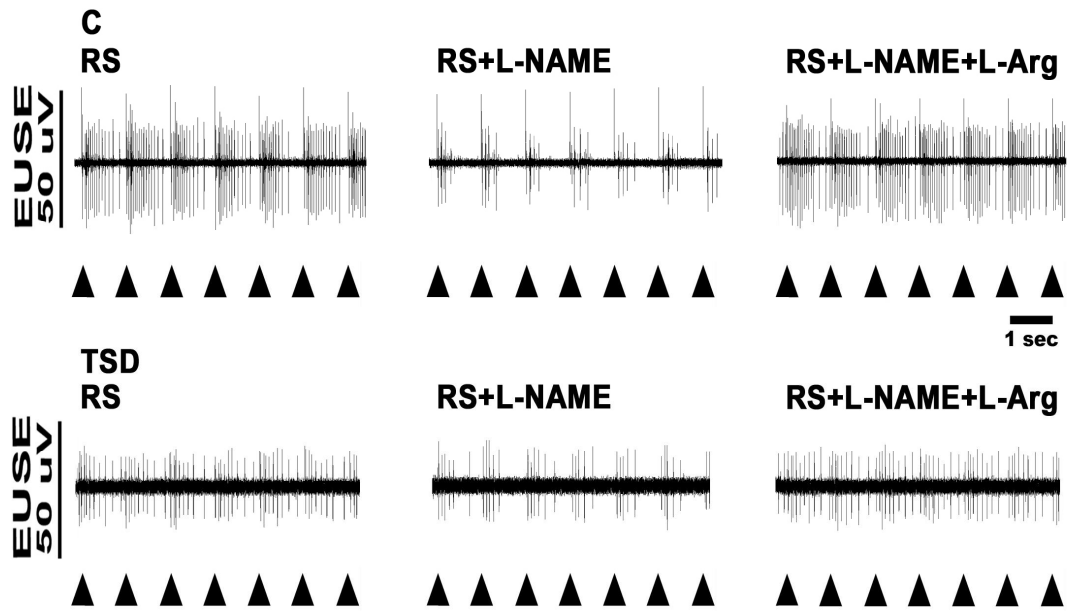 C
RS
RS+L-NAME
RS+L-NAME+L-Arg
EUSE
50 uV
1 sec
TSD
RS
RS+L-NAME
RS+L-NAME+L-Arg
EUSE
50 uV